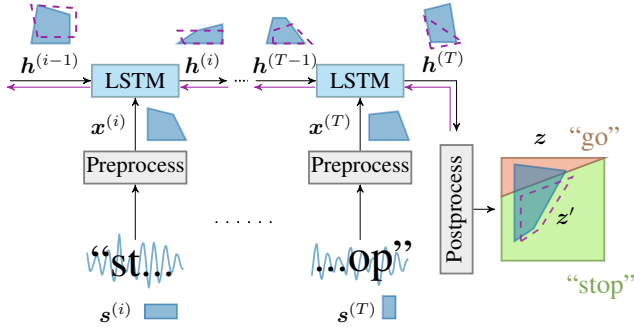 h^(i−1) h^(i) h^(T−1) h^(T)
LSTM ... LSTM
x^(i) x^(T)
Preprocess Preprocess
Postprocess
z "go"
z′
"stop"
......
"st... ...op"
s^(i) s^(T)